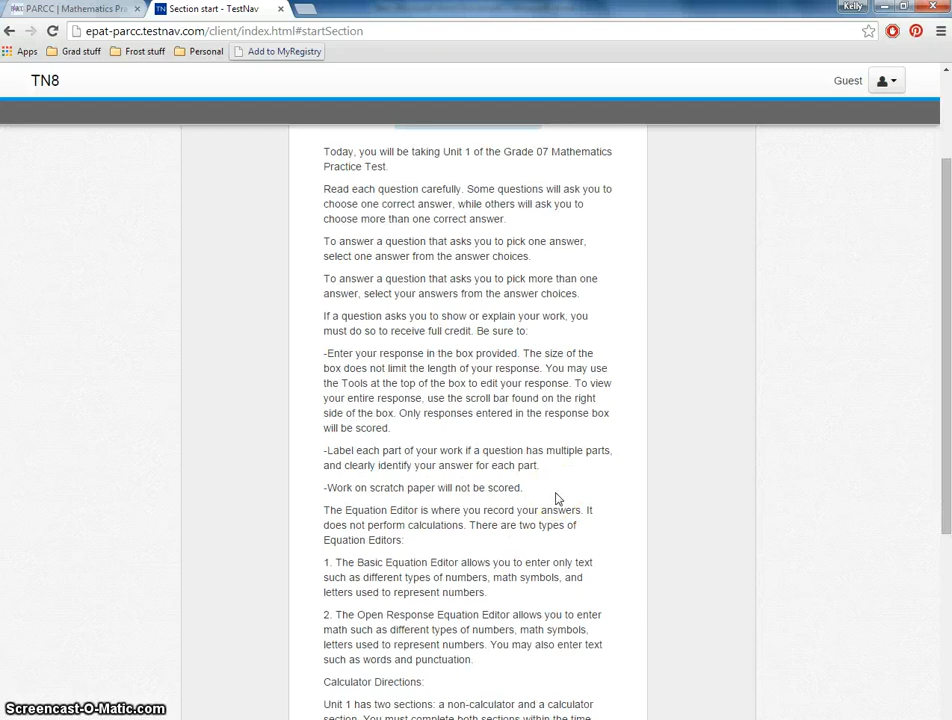 PARCC | Mathematics Pra
Section start - TestNav
Kelly
epat-parcc.testnav.com/client/index.html#startSection
Apps Grad stuff Frost stuff Personal Add to MyRegistry
TN8
Guest
Today, you will be taking Unit 1 of the Grade 07 Mathematics
Practice Test.
Read each question carefully. Some questions will ask you to
choose one correct answer, while others will ask you to
choose more than one correct answer.
To answer a question that asks you to pick one answer,
select one answer from the answer choices.
To answer a question that asks you to pick more than one
answer, select your answers from the answer choices.
If a question asks you to show or explain your work, you
must do so to receive full credit. Be sure to:
-Enter your response in the box provided. The size of the
box does not limit the length of your response. You may use
the Tools at the top of the box to edit your response. To view
your entire response, use the scroll bar found on the right
side of the box. Only responses entered in the response box
will be scored.
-Label each part of your work if a question has multiple parts,
and clearly identify your answer for each part.
-Work on scratch paper will not be scored.
The Equation Editor is where you record your answers. It
does not perform calculations. There are two types of
Equation Editors:
1. The Basic Equation Editor allows you to enter only text
such as different types of numbers, math symbols, and
letters used to represent numbers.
2. The Open Response Equation Editor allows you to enter
math such as different types of numbers, math symbols,
letters used to represent numbers. You may also enter text
such as words and punctuation.
Calculator Directions:
Unit 1 has two sections: a non-calculator and a calculator
section. You must complete both sections within the time
Screencast-O-Matic.com